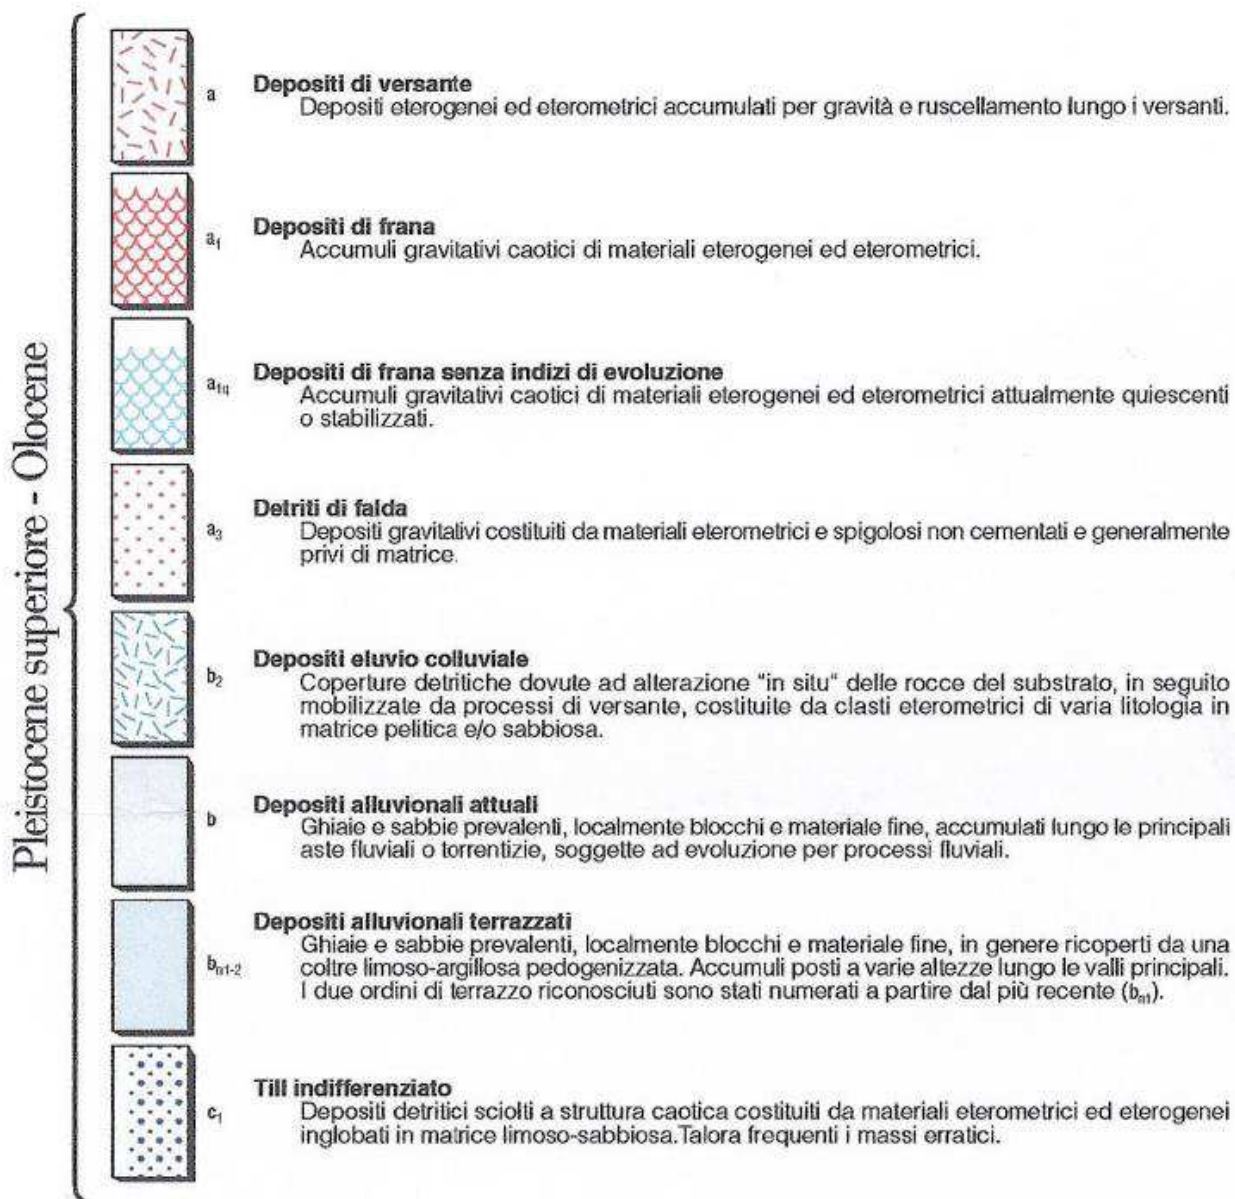 Pleistocene superiore - Olocene
a
Depositi di versante
Depositi eterogenei ed eterometrici accumulati per gravità e ruscellamento lungo i versanti.
a₁
Depositi di frana
Accumuli gravitativi caotici di materiali eterogenei ed eterometrici.
a₁q
Depositi di frana senza indizi di evoluzione
Accumuli gravitativi caotici di materiali eterogenei ed eterometrici attualmente quiescenti
o stabilizzati.
a₃
Detriti di falda
Depositi gravitativi costituiti da materiali eterometrici e spigolosi non cementati e generalmente
privi di matrice.
b₂
Depositi eluvio colluviale
Coperture detritiche dovute ad alterazione "in situ" delle rocce del substrato, in seguito
mobilizzate da processi di versante, costituite da clasti eterometrici di varia litologia in
matrice pelitica e/o sabbiosa.
b
Depositi alluvionali attuali
Ghiaie e sabbie prevalenti, localmente blocchi e materiale fine, accumulati lungo le principali
aste fluviali o torrentizie, soggette ad evoluzione per processi fluviali.
bn1-2
Depositi alluvionali terrazzati
Ghiaie e sabbie prevalenti, localmente blocchi e materiale fine, in genere ricoperti da una
coltre limoso-argillosa pedogenizzata. Accumuli posti a varie altezze lungo le valli principali.
I due ordini di terrazzo riconosciuti sono stati numerati a partire dal più recente (bn1).
c₁
Till indifferenziato
Depositi detritici sciolti a struttura caotica costituiti da materiali eterometrici ed eterogenei
inglobati in matrice limoso-sabbiosa.Talora frequenti i massi erratici.